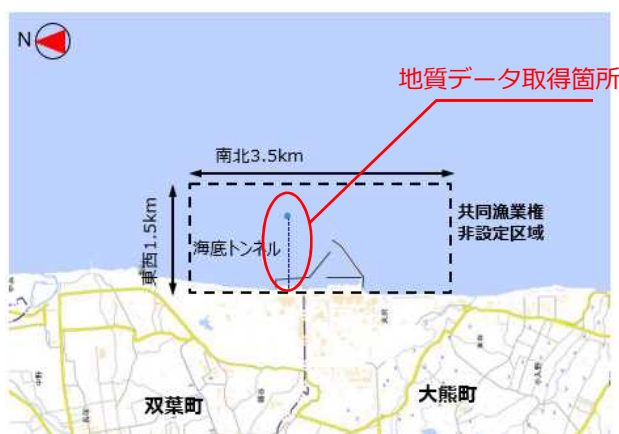 N
地質データ取得箇所
南北3.5km
東西1.5km
海底トンネル
共同漁業権
非設定区域
双葉町
大熊町
中野